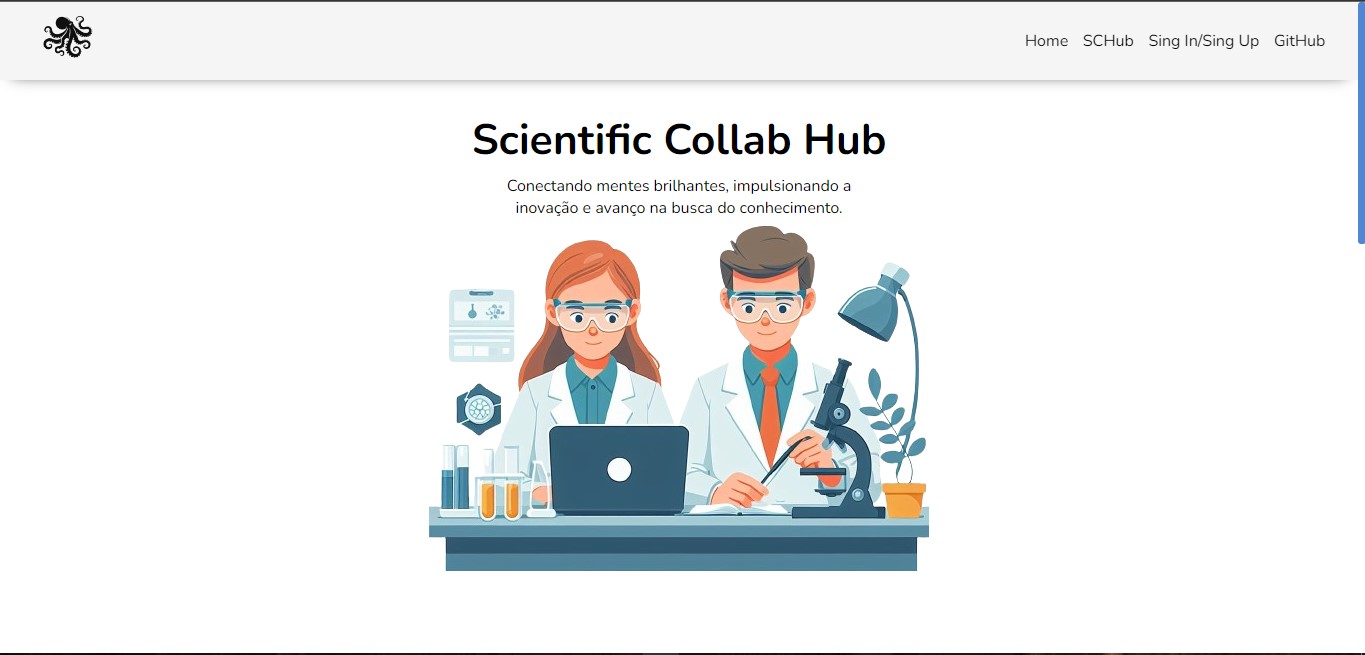 Home SCHub Sing In/Sing Up GitHub
Scientific Collab Hub
Conectando mentes brilhantes, impulsionando a
inovação e avanço na busca do conhecimento.